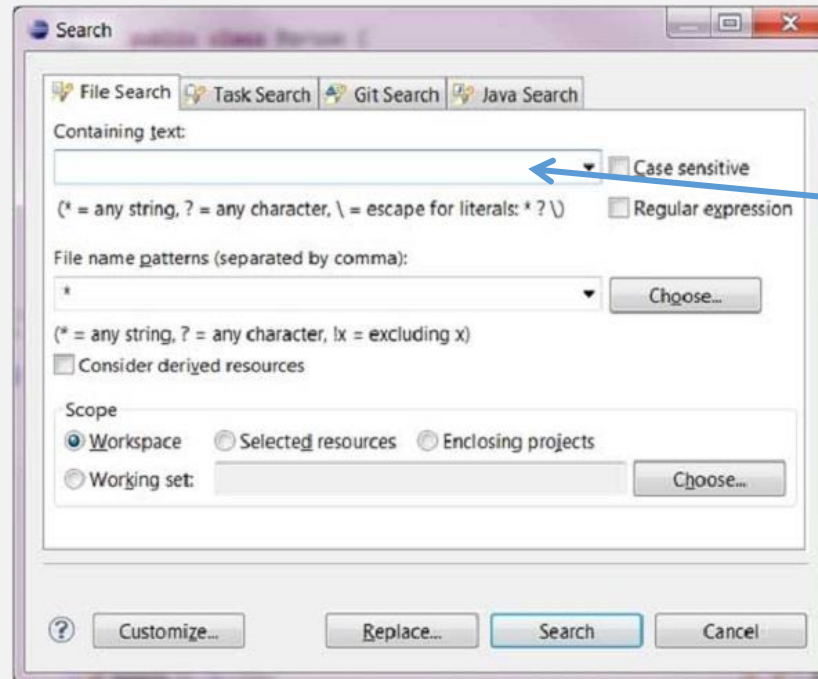 Search
File Search Task Search Git Search Java Search
Containing text:
Case sensitive
(* = any string, ? = any character, \ = escape for literals: * ? \)
Regular expression
File name patterns (separated by comma):
*
Choose...
(* = any string, ? = any character, !x = excluding x)
Consider derived resources
Scope
Workspace Selected resources Enclosing projects
Working set:
Choose...
? Customize... Replace... Search Cancel